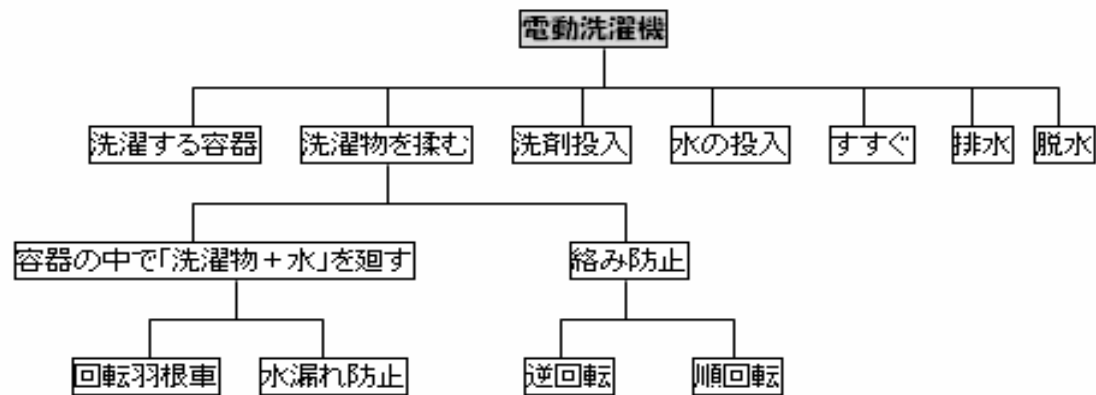 電動洗濯機
洗濯する容器 洗濯物を揉む 洗剤投入 水の投入 すすぐ 排水 脱水
容器の中で「洗濯物+水」を廻す 絡み防止
回転羽根車 水漏れ防止 逆回転 順回転